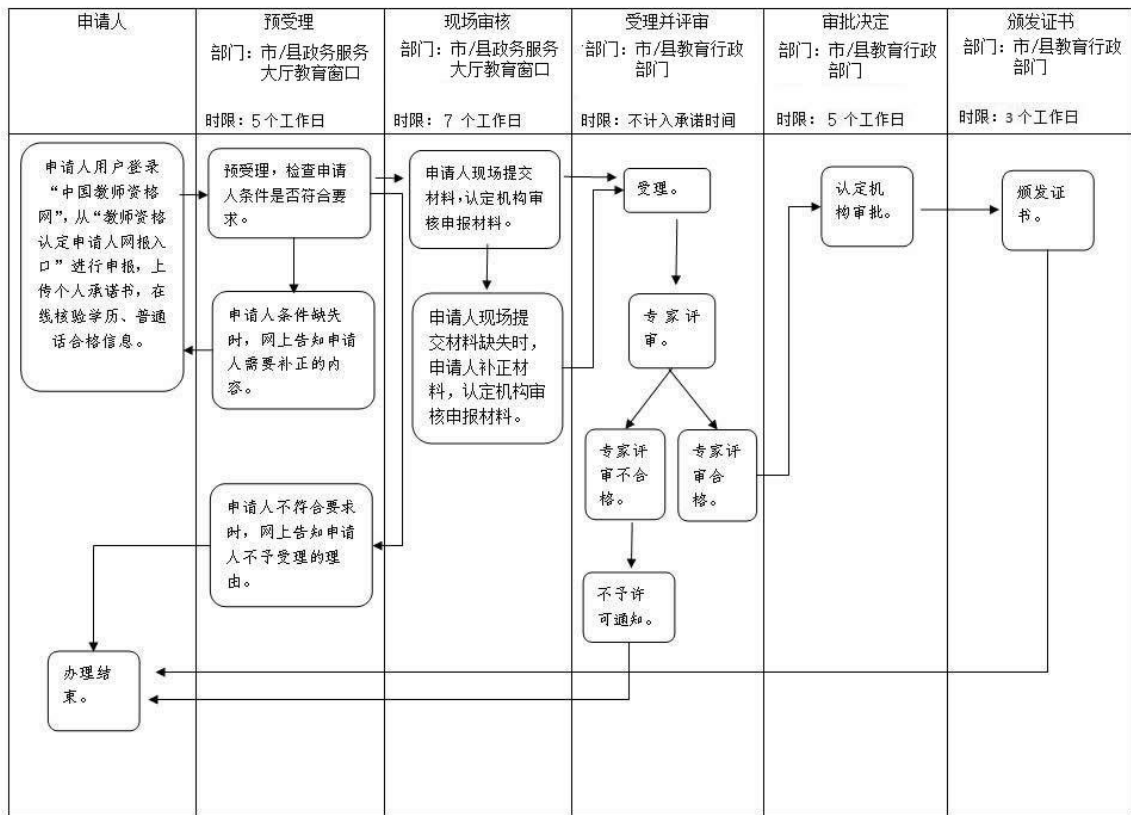 申请人
预受理
部门：市/县政务服务
大厅教育窗口
时限：5个工作日
现场审核
部门：市/县政务服务
大厅教育窗口
时限：7 个工作日
受理并评审
部门：市/县教育行政
部门
时限：不计入承诺时间
审批决定
部门：市/县教育行政
部门
时限：5 个工作日
颁发证书
部门：市/县教育行政
部门
时限：3个工作日
申请人用户登录
“中国教师资格
网”，从“教师资格
认定申请人网报入
口”进行申报，上
传个人承诺书，在
线核验学历、普通
话合格信息。
预受理，检查申请
人条件是否符合要
求。
申请人现场提交
材料，认定机构审
核申报材料。
受理。
认定机
构审批。
颁发证
书。
申请人条件缺失
时，网上告知申请
人需要补正的内
容。
申请人现场提
交材料缺失时，
申请人补正材
料，认定机构审
核申报材料。
专家评
审。
专家评
审不合
格。
专家评
审合格。
申请人不符合要求
时，网上告知申请
人不予受理的理
由。
不予许
可通知。
办理结
束。